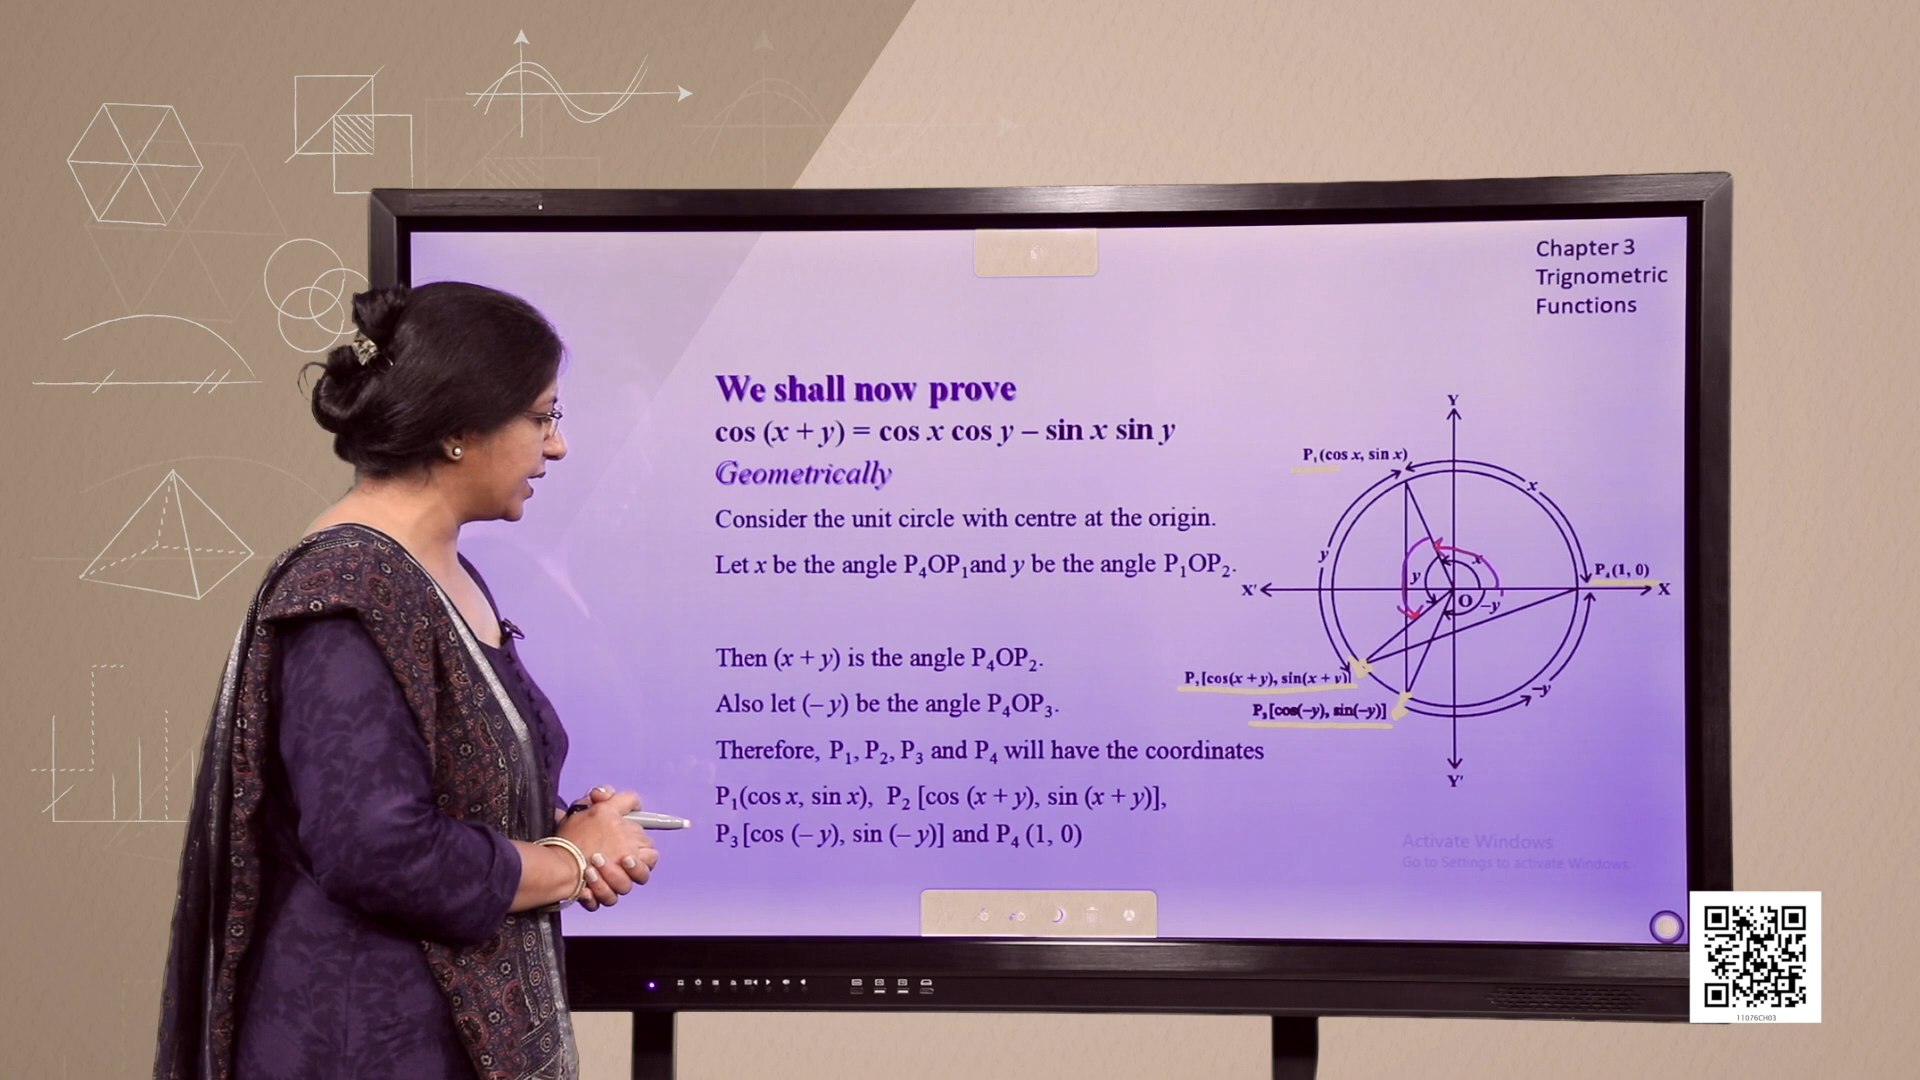 Chapter 3
Trignometric
Functions
We shall now prove
cos (x + y) = cos x cos y – sin x sin y
Geometrically
Consider the unit circle with centre at the origin.
Let x be the angle P₄OP₁and y be the angle P₁OP₂.
Then (x + y) is the angle P₄OP₂.
Also let (– y) be the angle P₄OP₃.
Therefore, P₁, P₂, P₃ and P₄ will have the coordinates
P₁(cos x, sin x), P₂ [cos (x + y), sin (x + y)],
P₃ [cos (– y), sin (– y)] and P₄ (1, 0)
Y
P₁(cos x, sin x)
x
y
x
P₄(1, 0)
y
X'
O
–y
X
[cos(x + y), sin(x + y)]
P₃[cos(–y), sin(–y)]
–y
Y'
Activate Windows
Go to Settings to activate Windows.
11076CH03